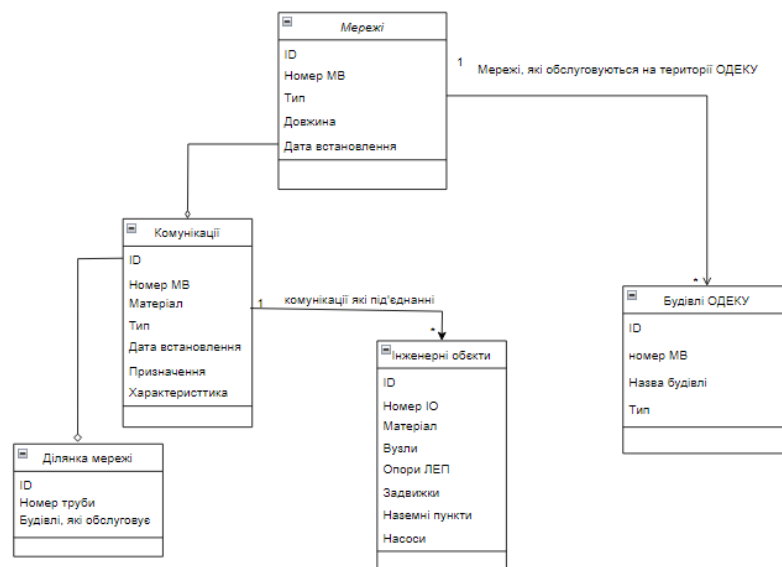 Мережі
ID
Номер МВ
Тип
Довжина
Дата встановлення
1
Мережі, які обслуговуються на території ОДЕКУ
*
Комунікації
ID
Номер МВ
Матеріал
Тип
Дата встановлення
Призначення
Характеристтика
1
комунікації які під'єднанні
*
Будівлі ОДЕКУ
ID
номер МВ
Назва будівлі
Тип
Інженерні обєкти
ID
Номер ІО
Матеріал
Вузли
Опори ЛЕП
Задвижки
Наземні пункти
Насоси
Ділянка мережі
ID
Номер труби
Будівлі, які обслуговує